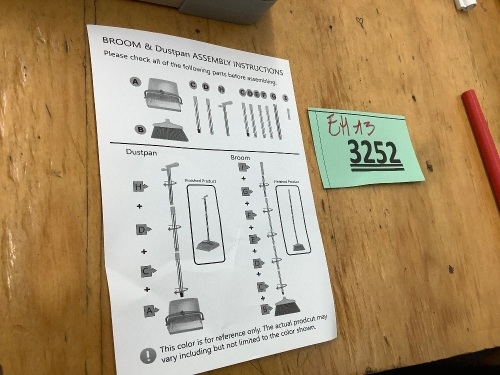 BROOM & Dustpan ASSEMBLY INSTRUCTIONS
Please check all of the following parts before assembling:
A
C D H
B
Dustpan
Broom
Finished Product
Finished Product
H
+
D
+
C
+
A
+
+
+
+
+
+
B
This color is for reference only. The actual prodcut may
vary including but not limited to the color shown.
EH A3
3252